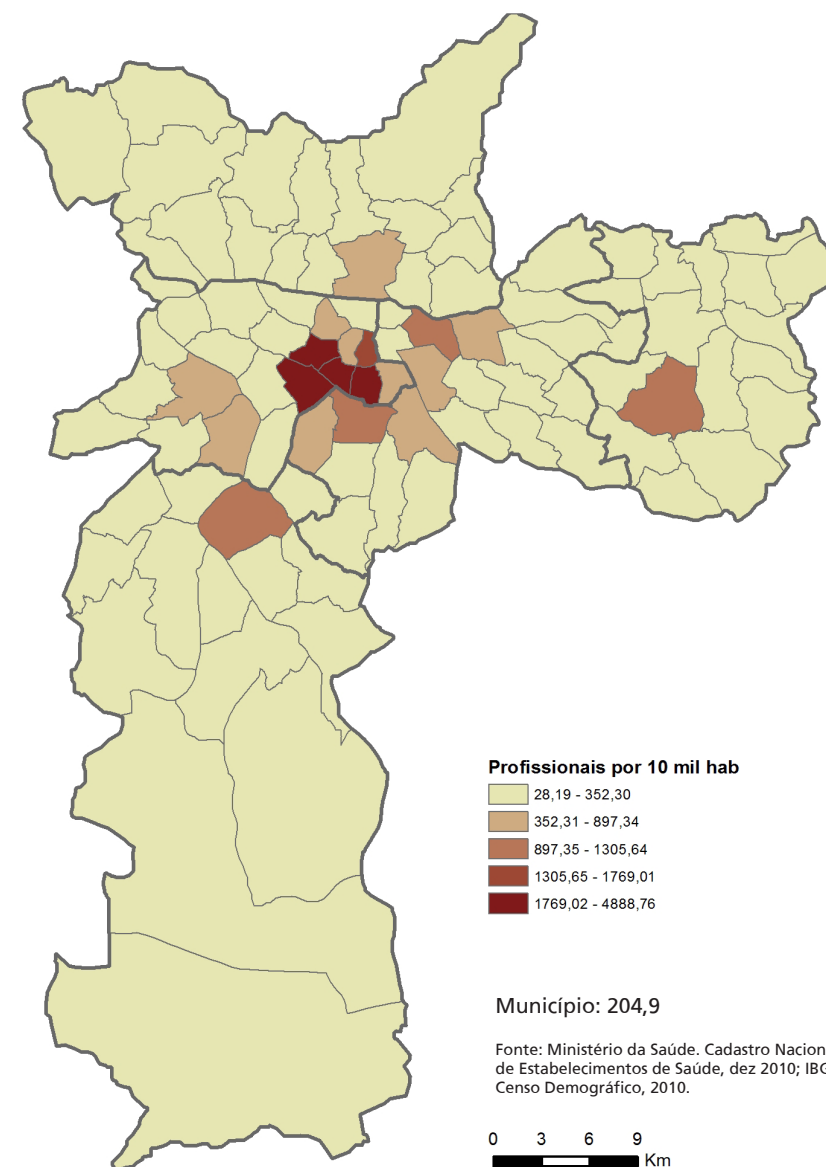 Profissionais por 10 mil hab
28,19 - 352,30
352,31 - 897,34
897,35 - 1305,64
1305,65 - 1769,01
1769,02 - 4888,76
Município: 204,9
Fonte: Ministério da Saúde. Cadastro Nacion
de Estabelecimentos de Saúde, dez 2010; IBG
Censo Demográfico, 2010.
0 3 6 9
Km